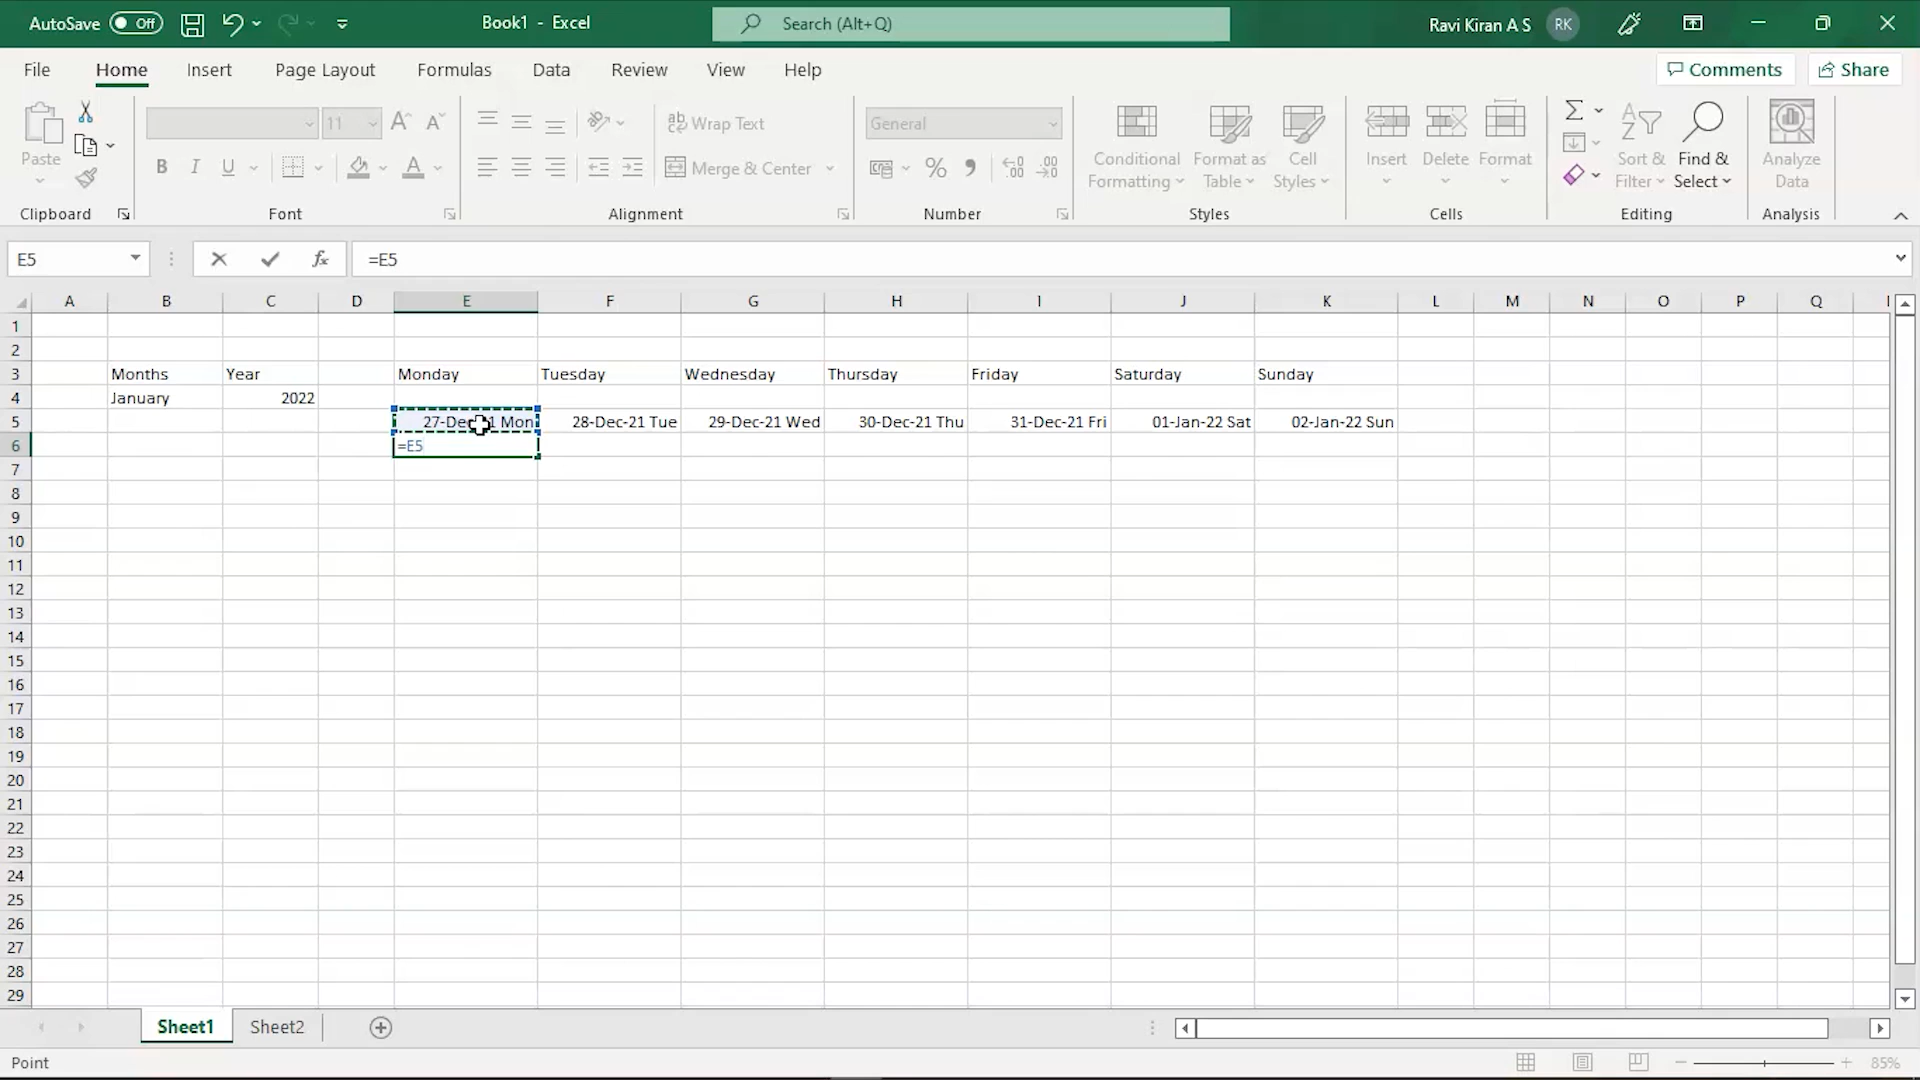 AutoSave Off Book1 - Excel Search (Alt+Q) Ravi Kiran A S RK
File Home Insert Page Layout Formulas Data Review View Help Comments Share
Paste
11
B I U A
ab Wrap Text
Merge & Center
General
%
Conditional Formatting
Format as Table
Cell Styles
Insert
Delete
Format
Sort & Filter
Find & Select
Analyze Data
Clipboard Font Alignment Number Styles Cells Editing Analysis
E5 fx =E5
A B C D E F G H I J K L M N O P Q
1
2
3 Months Year Monday Tuesday Wednesday Thursday Friday Saturday Sunday
4 January 2022
5 28-Dec-21 Tue 29-Dec-21 Wed 30-Dec-21 Thu 31-Dec-21 Fri 01-Jan-22 Sat 02-Jan-22 Sun
6 =E5
7
8
9
10
11
12
13
14
15
16
17
18
19
20
21
22
23
24
25
26
27
28
29
Sheet1 Sheet2
Point 85%